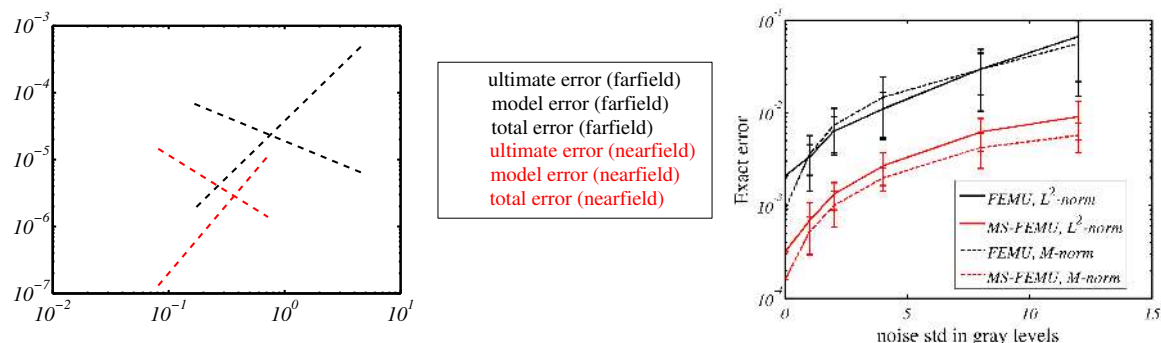 10^-3
10^-4
10^-5
10^-6
10^-7
10^-2
10^-1
10^0
10^1
ultimate error (farfield)
model error (farfield)
total error (farfield)
ultimate error (nearfield)
model error (nearfield)
total error (nearfield)
10^-1
10^-2
10^-3
10^-4
Exact error
FEMU, L^2-norm
MS-FEMU, L^2-norm
FEMU, M-norm
MS-FEMU, M-norm
0
5
10
15
noise std in gray levels